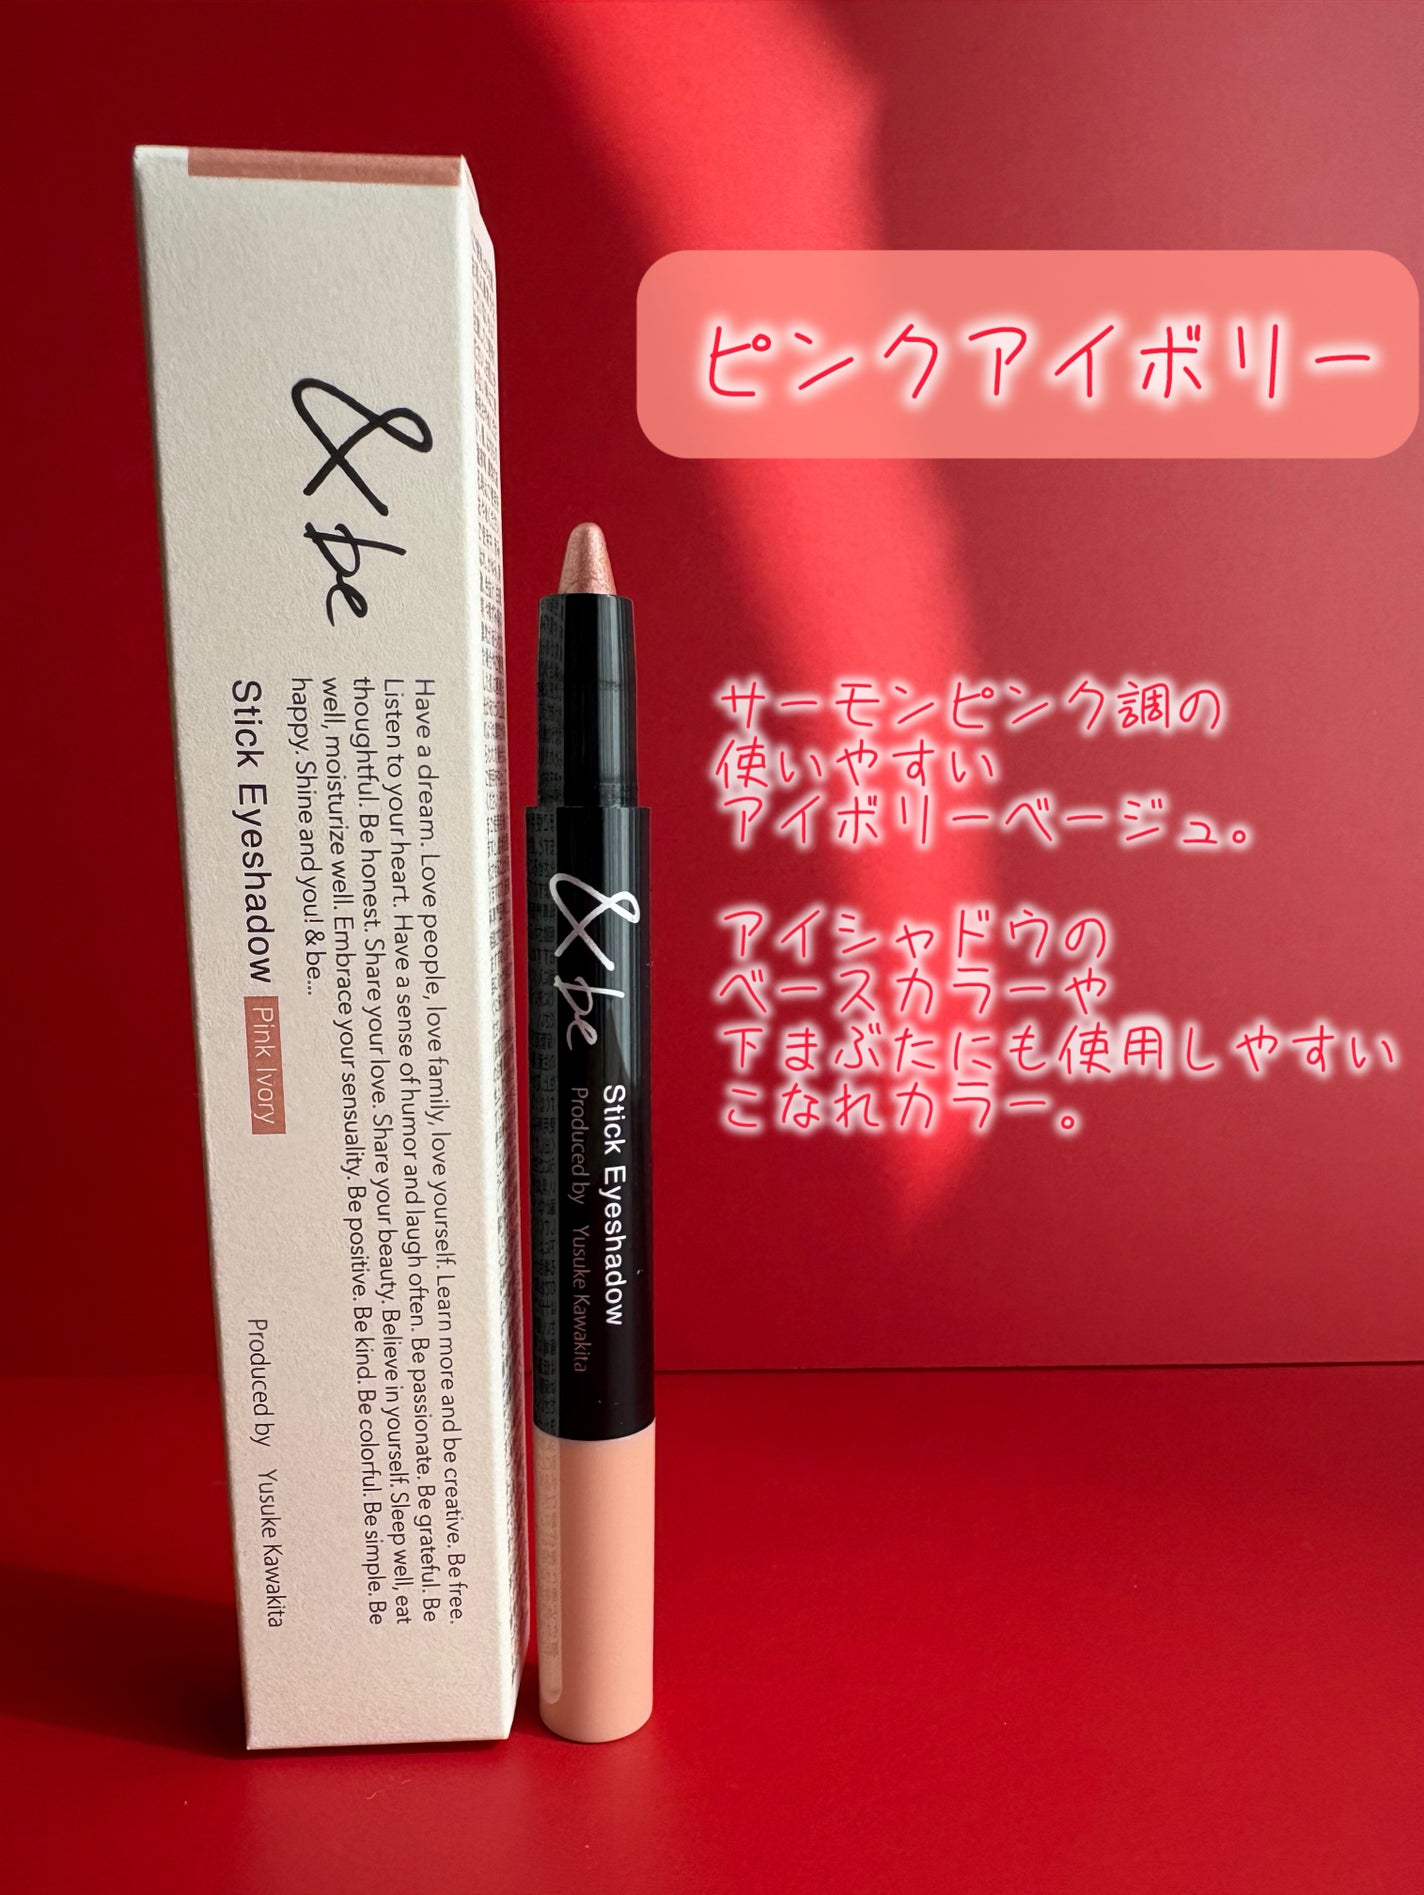 ピンクアイボリー
サーモンピンク調の
使いやすい
アイボリーベージュ。
アイシャドウの
ベースカラーや
下まぶたにも使用しやすい
こなれカラー。
& be
Have a dream. Love people, love family, love yourself. Learn more and be creative. Be free.
Listen to your heart. Have a sense of humor and laugh often. Be passionate. Be grateful. Be
thoughtful. Be honest. Share your love. Share your beauty. Believe in yourself. Sleep well, eat
well, moisturize well. Embrace your sensuality. Be positive. Be kind. Be colorful. Be simple. Be
happy. Shine and you! & be...
Stick Eyeshadow Pink Ivory
Produced by Yusuke Kawakita
& be
Stick Eyeshadow
Produced by Yusuke Kawakita